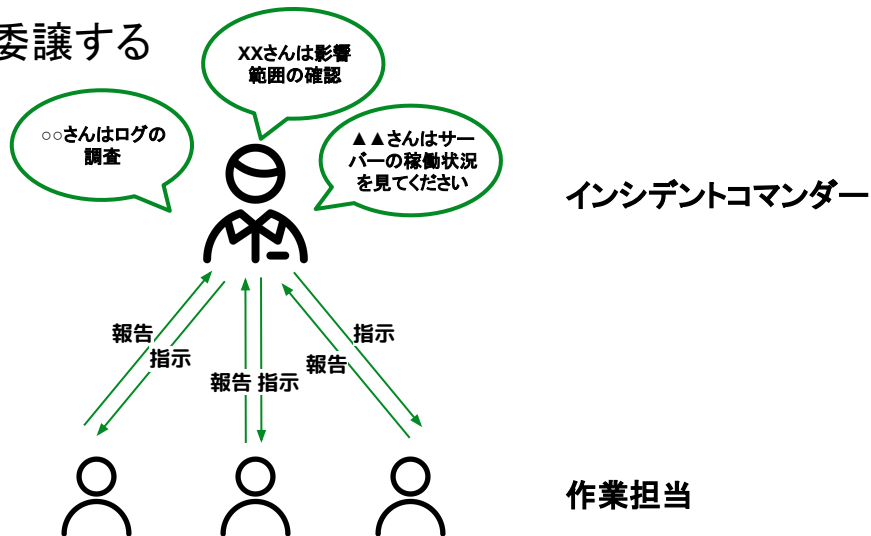 委譲する
XXさんは影響
範囲の確認
○○さんはログの
調査
▲▲さんはサー
バーの稼働状況
を見てください
インシデントコマンダー
報告
指示
報告 指示
報告
指示
作業担当